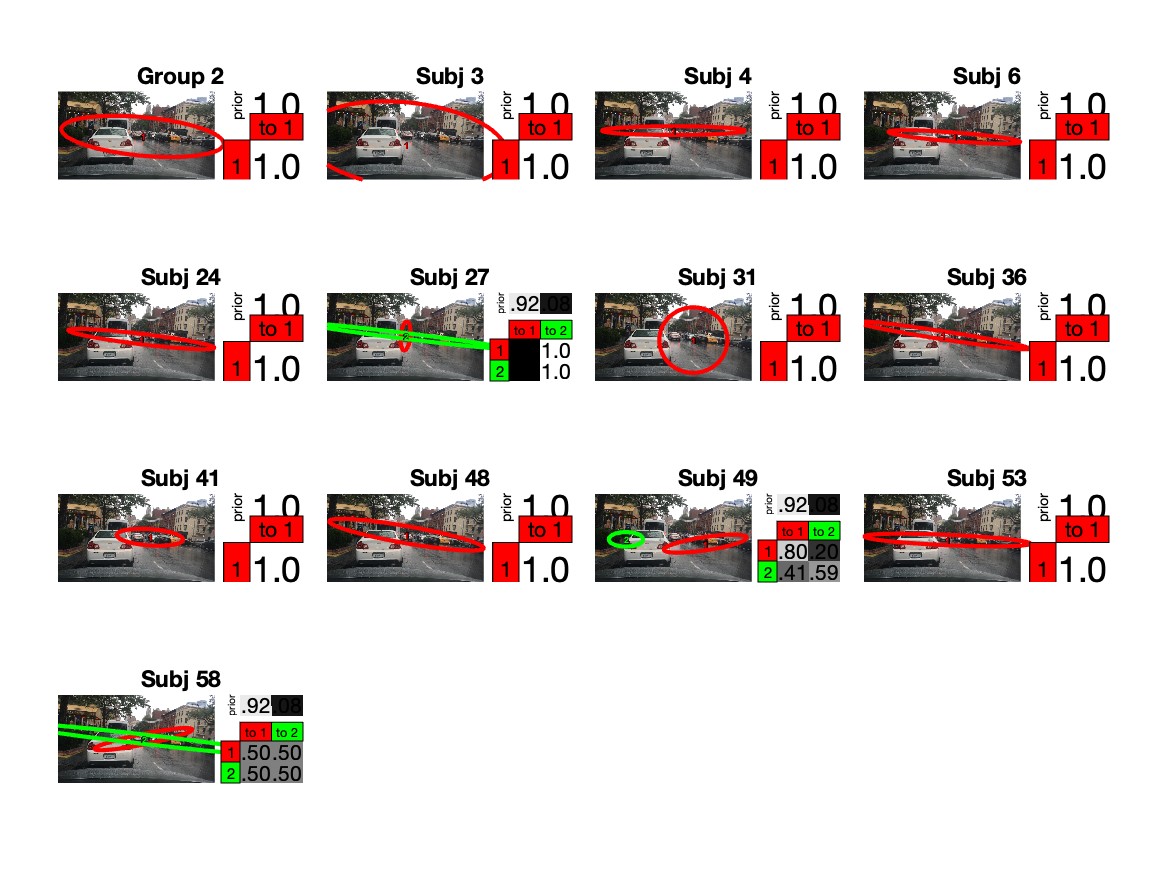 Group 2
prior 1.0
to 1
1 1.0
Subj 3
prior 1.0
to 1
1 1.0
Subj 4
prior 1.0
to 1
1 1.0
Subj 6
prior 1.0
to 1
1 1.0
Subj 24
prior 1.0
to 1
1 1.0
Subj 27
prior .92 .08
to 1 to 2
1 1.0
2 1.0
Subj 31
prior 1.0
to 1
1 1.0
Subj 36
prior 1.0
to 1
1 1.0
Subj 41
prior 1.0
to 1
1 1.0
Subj 48
prior 1.0
to 1
1 1.0
Subj 49
prior .92 .08
to 1 to 2
1 .80 .20
2 .41 .59
Subj 53
prior 1.0
to 1
1 1.0
Subj 58
prior .92 .08
to 1 to 2
1 .50 .50
2 .50 .50